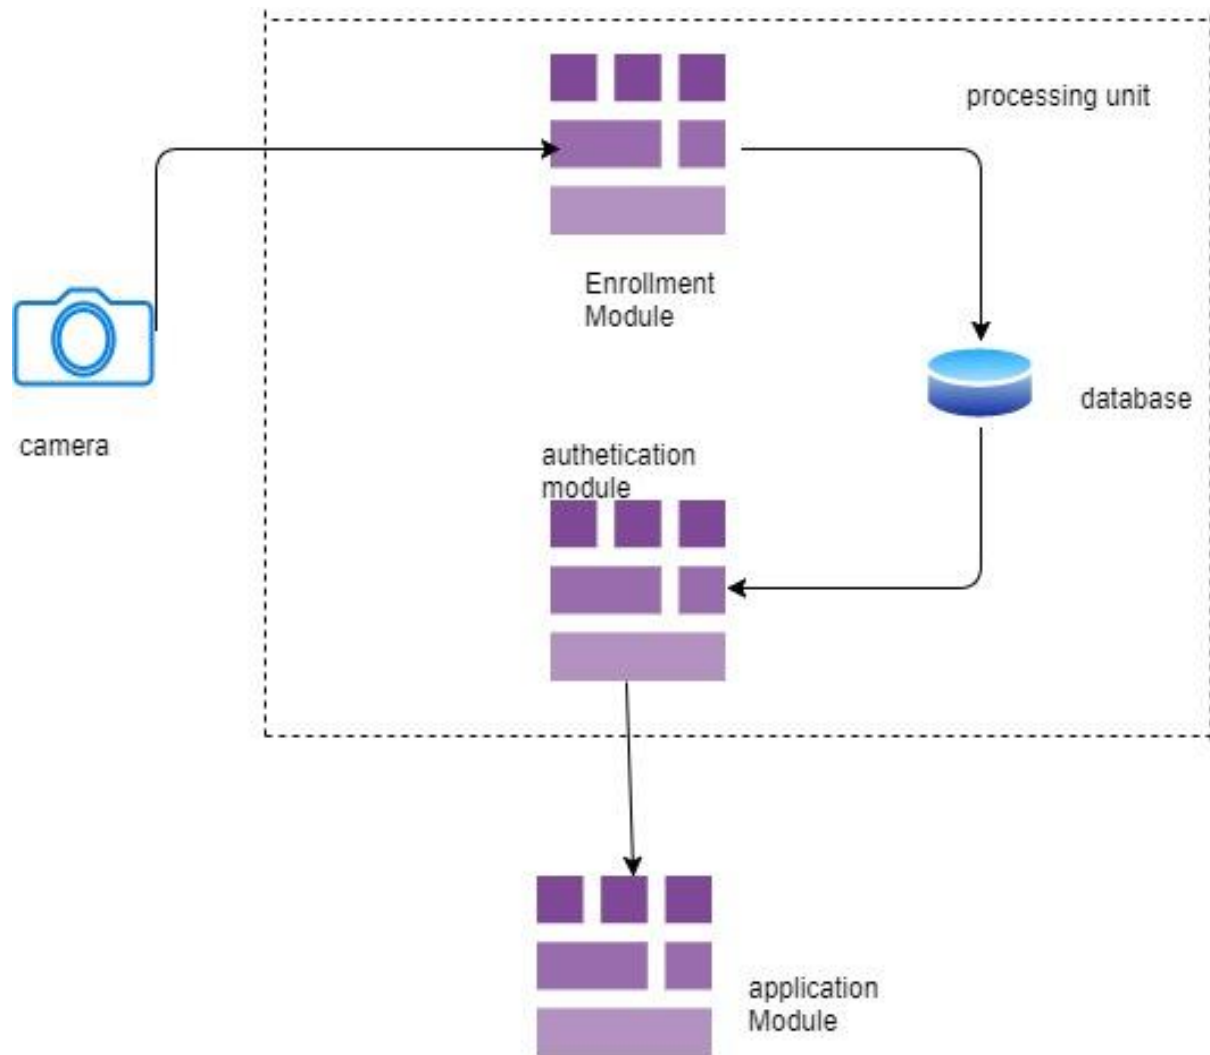 processing unit
Enrollment
Module
database
camera
authetication
module
application
Module